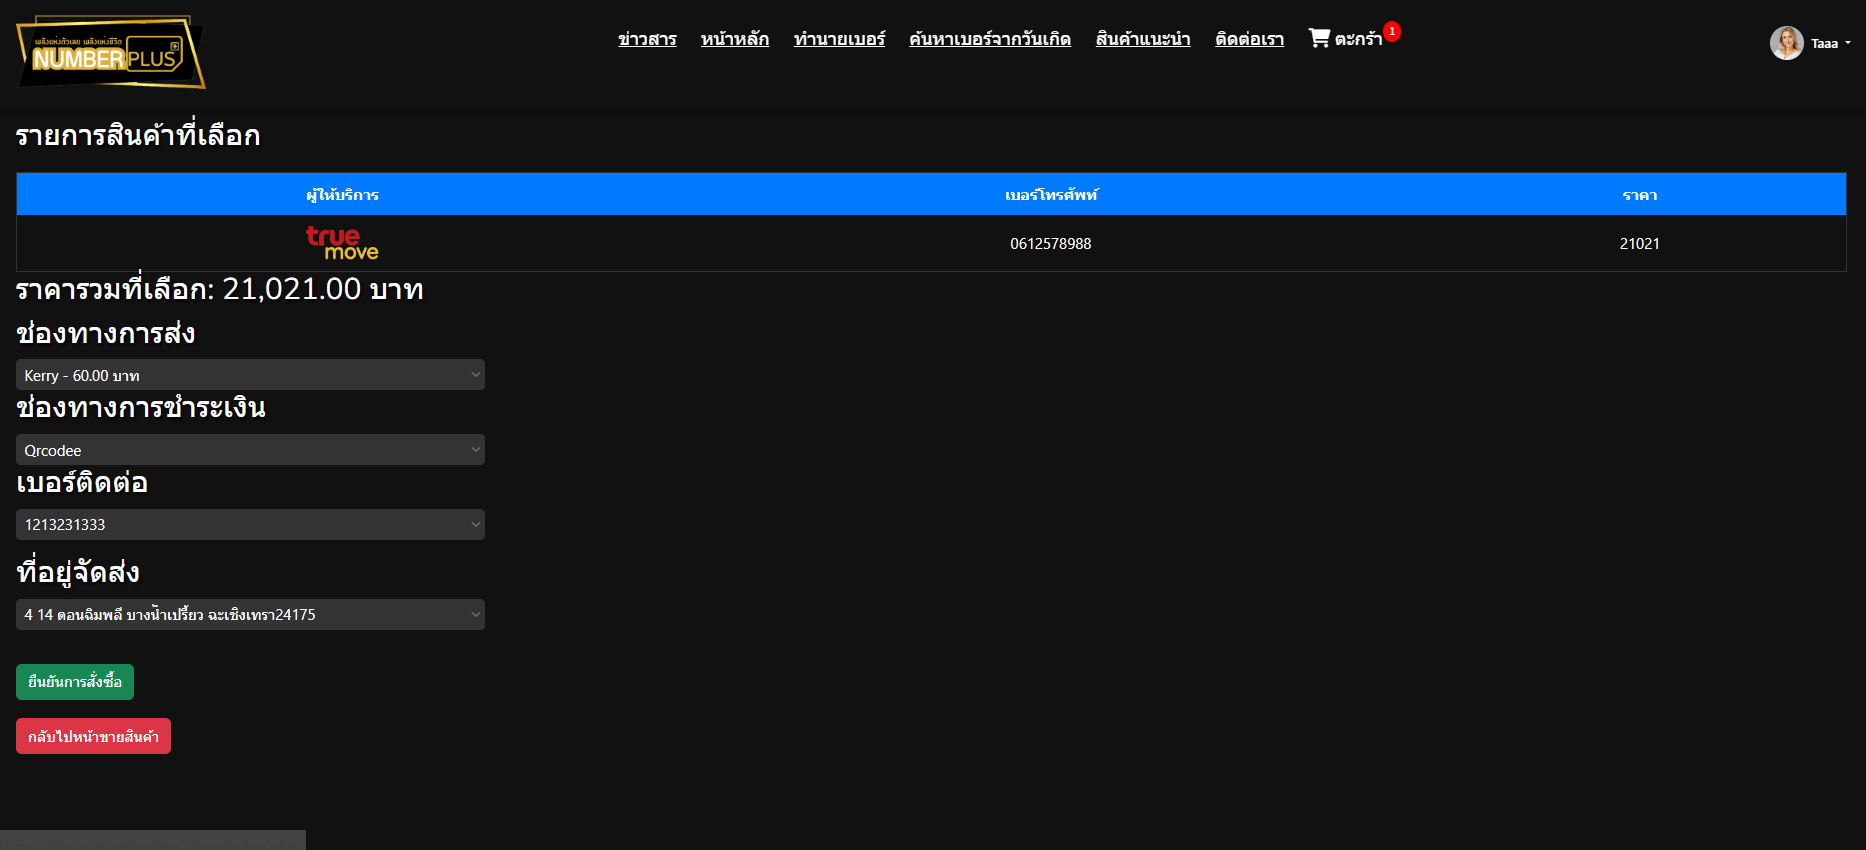 พลังแห่งตัวเลข พลังแห่งชีวิต
NUMBER PLUS
ข่าวสาร หน้าหลัก ทำนายเบอร์ ค้นหาเบอร์จากวันเกิด สินค้าแนะนำ ติดต่อเรา ตะกร้า 1 Taaa
รายการสินค้าที่เลือก
ผู้ให้บริการ เบอร์โทรศัพท์ ราคา
true move 0612578988 21021
ราคารวมที่เลือก: 21,021.00 บาท
ช่องทางการส่ง
Kerry - 60.00 บาท
ช่องทางการชำระเงิน
Qrcodee
เบอร์ติดต่อ
1213231333
ที่อยู่จัดส่ง
4 14 ดอนฉิมพลี บางน้ำเปรี้ยว ฉะเชิงเทรา24175
ยืนยันการสั่งซื้อ
กลับไปหน้าขายสินค้า